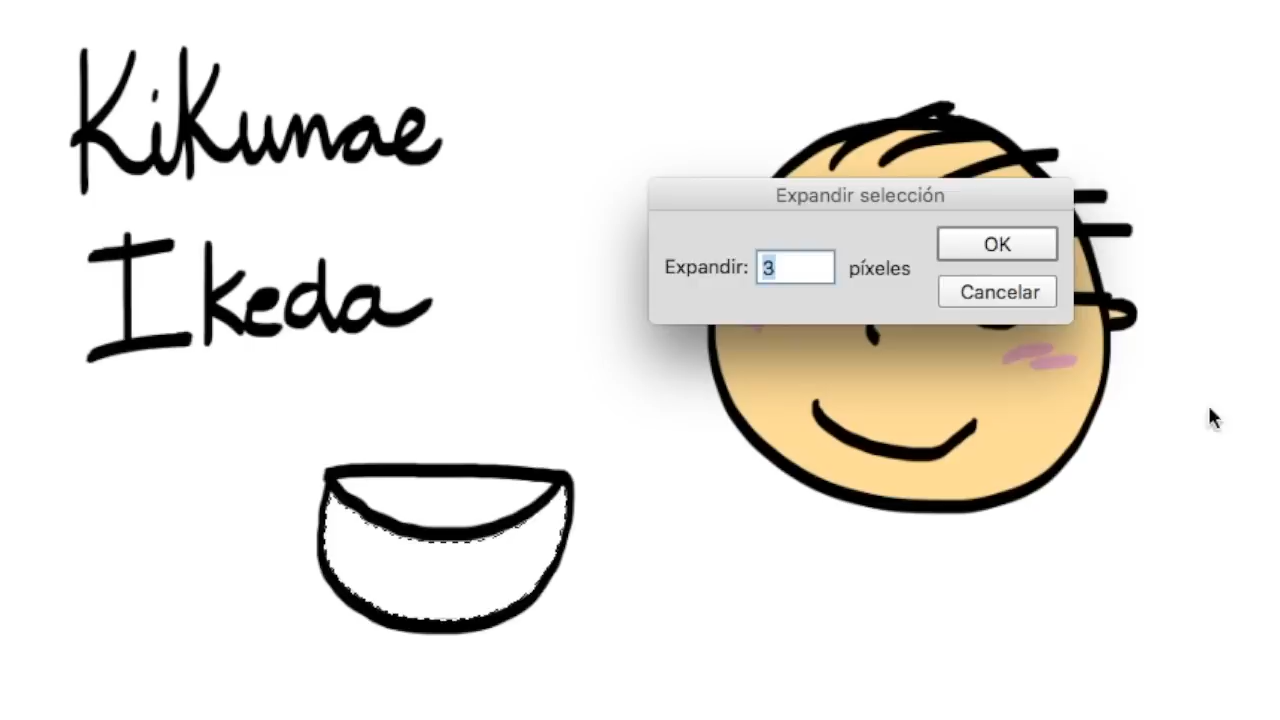 Kikunae
Ikeda
Expandir selección
Expandir: 3 píxeles
OK
Cancelar